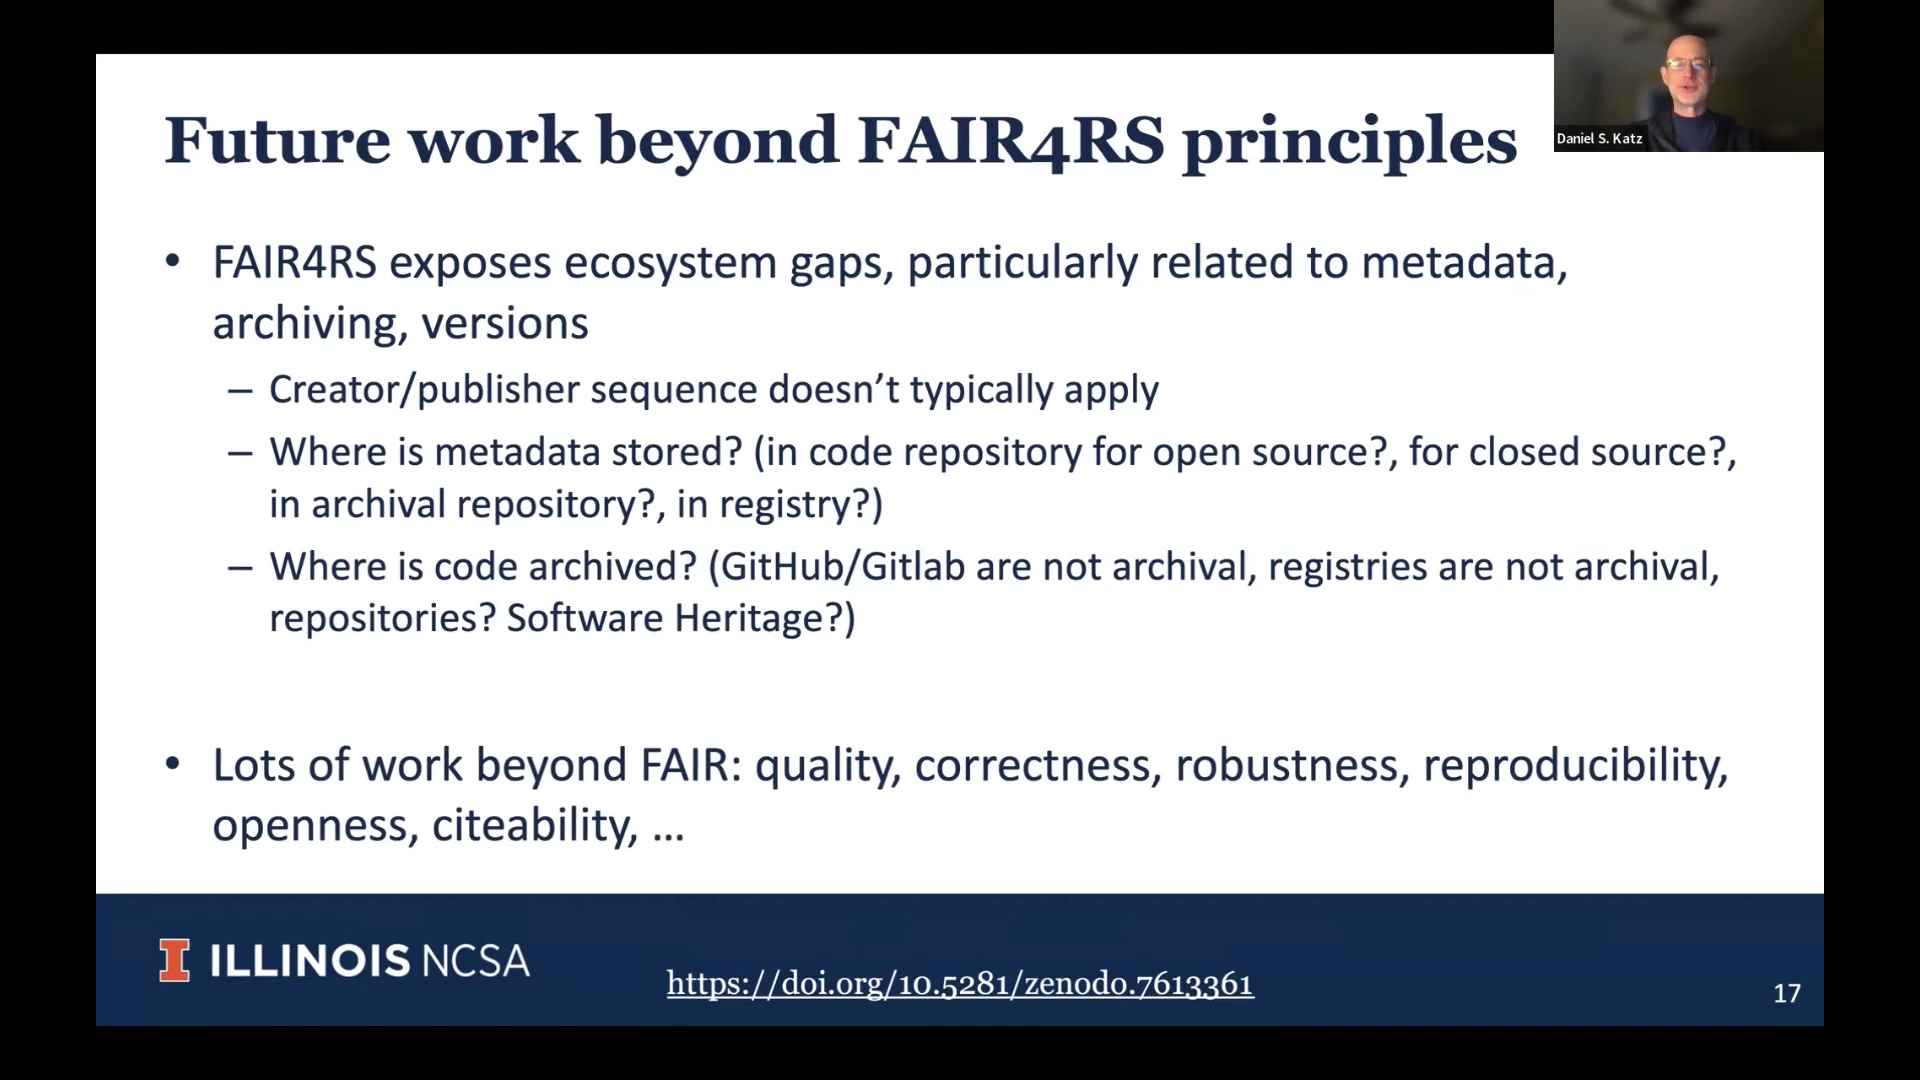 Future work beyond FAIR4RS principles
Daniel S. Katz
• FAIR4RS exposes ecosystem gaps, particularly related to metadata,
archiving, versions
– Creator/publisher sequence doesn’t typically apply
– Where is metadata stored? (in code repository for open source?, for closed source?,
in archival repository?, in registry?)
– Where is code archived? (GitHub/Gitlab are not archival, registries are not archival,
repositories? Software Heritage?)
• Lots of work beyond FAIR: quality, correctness, robustness, reproducibility,
openness, citeability, ...
I ILLINOIS NCSA
https://doi.org/10.5281/zenodo.7613361
17